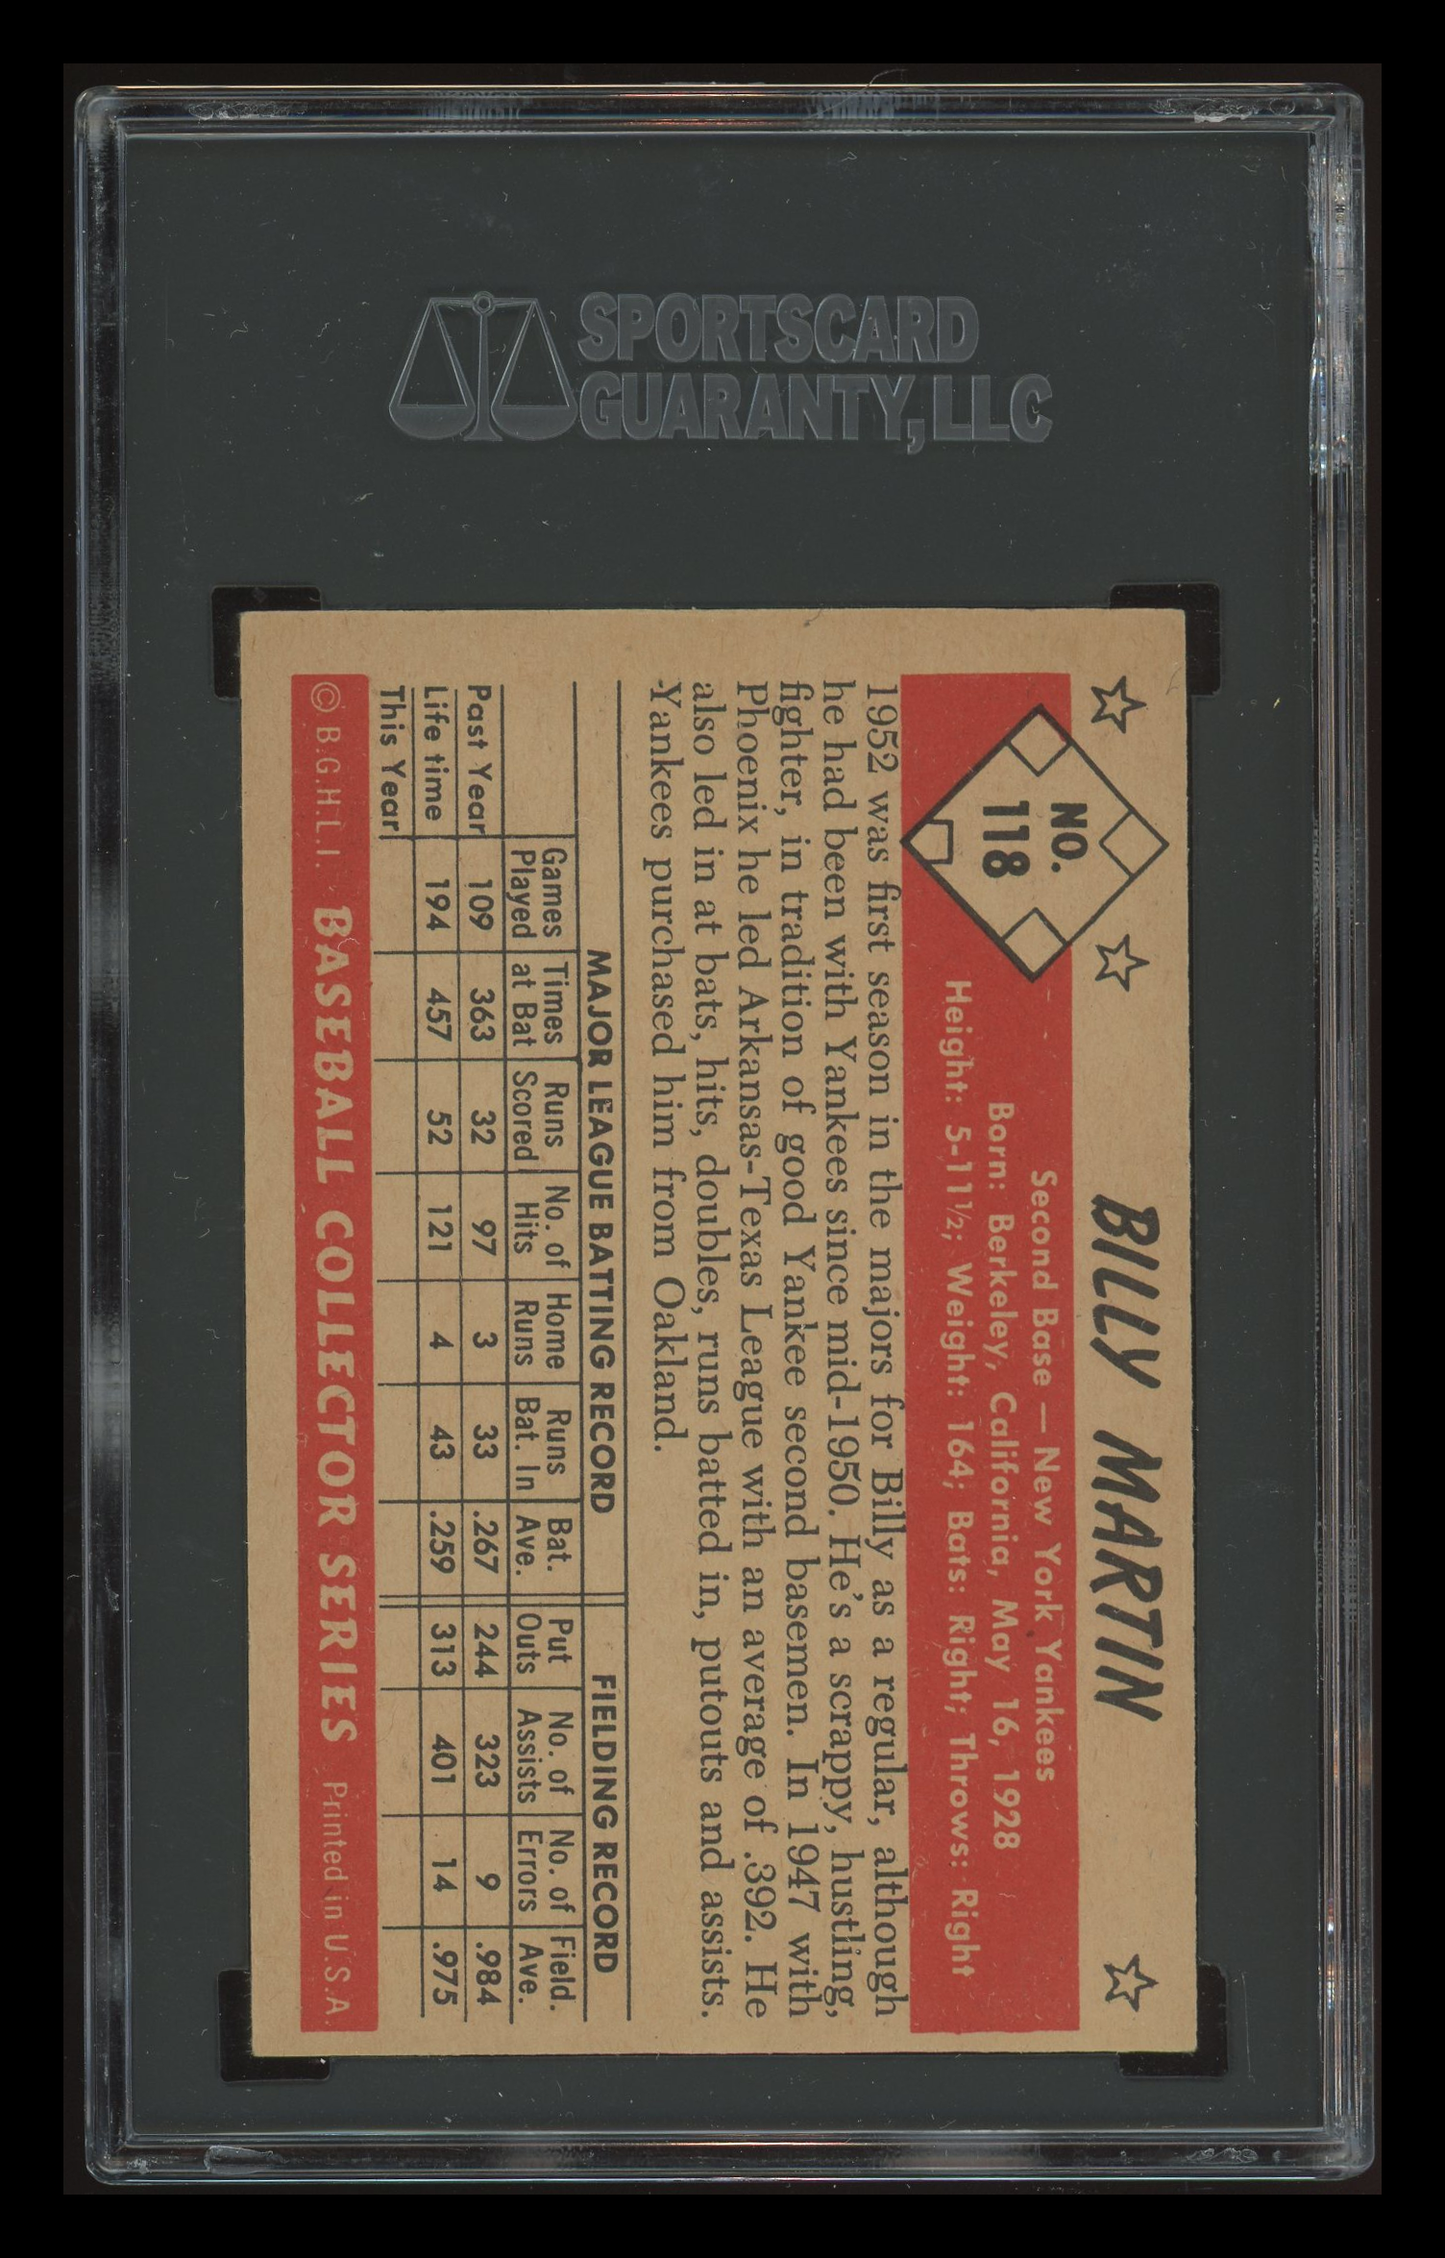 SPORTSCARD
GUARANTY, LLC
BILLY MARTIN
NO.
118
Second Base — New York Yankees
Born: Berkeley, California, May 16, 1928
Height: 5-11½; Weight: 164; Bats: Right; Throws: Right
1952 was first season in the majors for Billy as a regular, although
he had been with Yankees since mid-1950. He's a scrappy, hustling,
fighter, in tradition of good Yankee second basemen. In 1947 with
Phoenix he led Arkansas-Texas League with an average of .392. He
also led in at bats, hits, doubles, runs batted in, putouts and assists.
Yankees purchased him from Oakland.
MAJOR LEAGUE BATTING RECORD FIELDING RECORD
Games Times Runs No. of Home Runs Bat. Put No. of No. of Field.
Played at Bat Scored Hits Runs Bat. In Ave. Outs Assists Errors Ave.
Past Year 109 363 32 97 3 33 .267 244 323 9 .984
Life time 194 457 52 121 4 43 .259 313 401 14 .975
This Year
© B.G.H.L.I. BASEBALL COLLECTOR SERIES Printed in U.S.A.